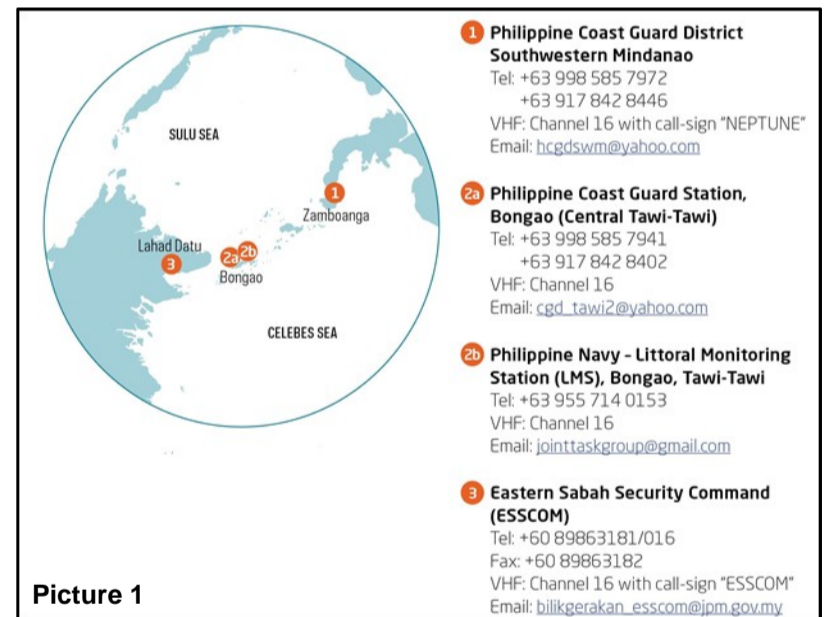 SULU SEA
1
Zamboanga
Lahad Datu
3
2a
2b
Bongao
CELEBES SEA
1 Philippine Coast Guard District
Southwestern Mindanao
Tel: +63 998 585 7972
+63 917 842 8446
VHF: Channel 16 with call-sign "NEPTUNE"
Email: hcgdswm@yahoo.com
2a Philippine Coast Guard Station,
Bongao (Central Tawi-Tawi)
Tel: +63 998 585 7941
+63 917 842 8402
VHF: Channel 16
Email: cgd_tawi2@yahoo.com
2b Philippine Navy - Littoral Monitoring
Station (LMS), Bongao, Tawi-Tawi
Tel: +63 955 714 0153
VHF: Channel 16
Email: jointtaskgroup@gmail.com
3 Eastern Sabah Security Command
(ESSCOM)
Tel: +60 89863181/016
Fax: +60 89863182
VHF: Channel 16 with call-sign "ESSCOM"
Email: bilikgerakan_esscom@jpm.gov.my
Picture 1